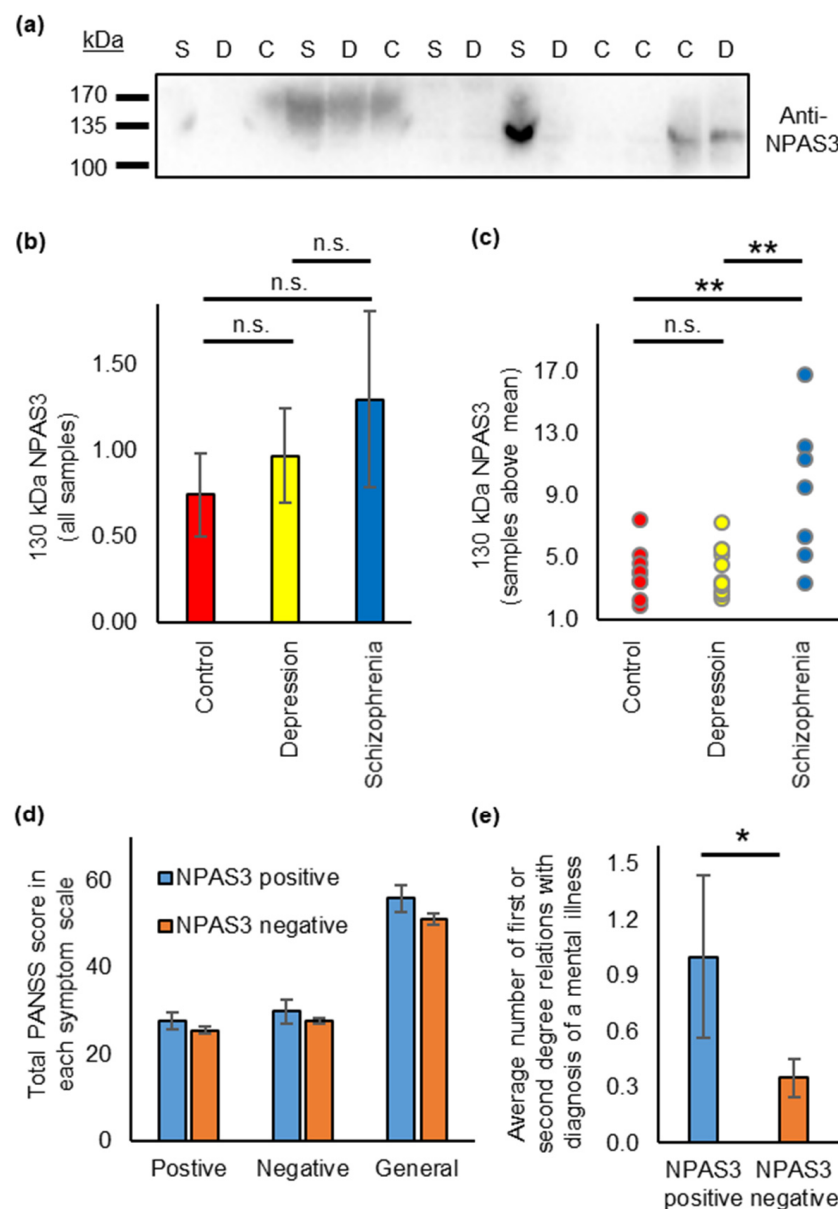 (a)
kDa
S D C S D C S D S D C C C D
170
135
100
Anti-
NPAS3
(b)
n.s.
n.s.
n.s.
130 kDa NPAS3
(all samples)
1.50
1.00
0.50
0.00
Control
Depression
Schizophrenia
(c)
**
**
n.s.
130 kDa NPAS3
(samples above mean)
17.0
13.0
9.0
5.0
1.0
Control
Depressoin
Schizophrenia
(d)
Total PANSS score in
each symptom scale
60
40
20
0
NPAS3 positive
NPAS3 negative
Postive Negative General
(e)
*
Average number of first or
second degree relations with
diagnosis of a mental illness
1.5
1.2
0.9
0.6
0.3
0.0
NPAS3 NPAS3
positive negative